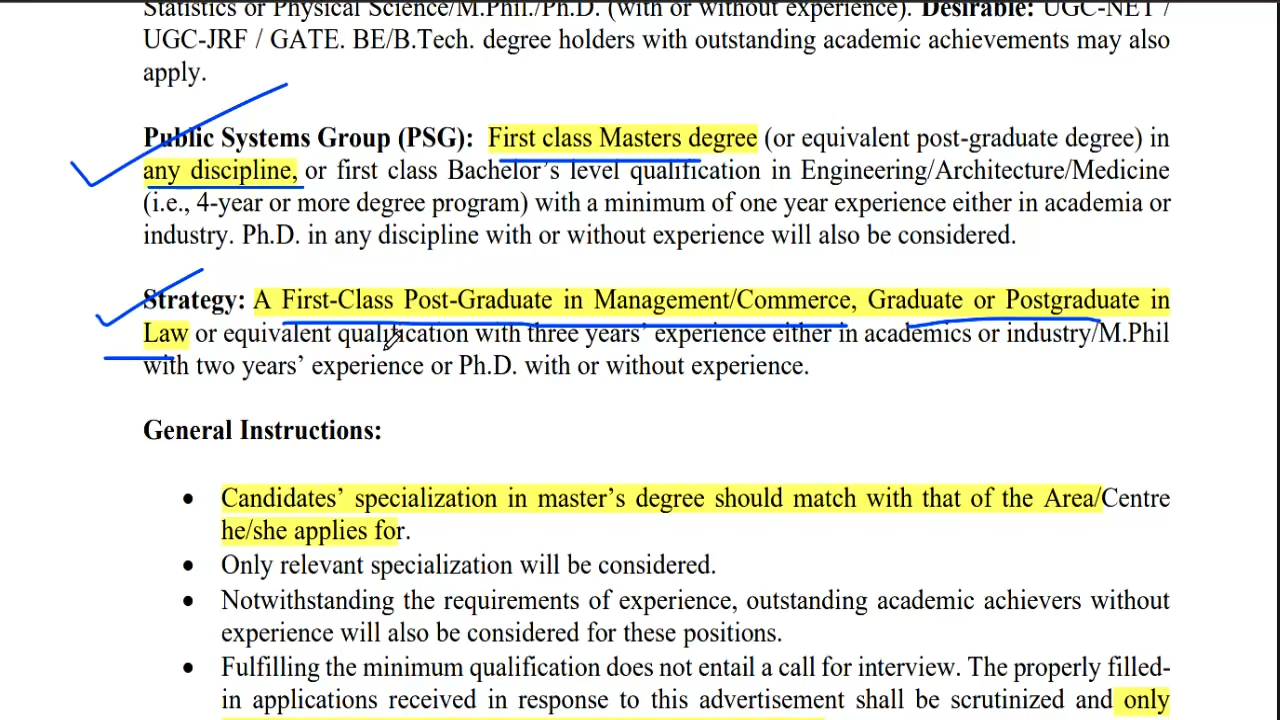 Statistics or Physical Science/M.Phil./Ph.D. (with or without experience). Desirable: UGC-NET /
UGC-JRF / GATE. BE/B.Tech. degree holders with outstanding academic achievements may also
apply.
Public Systems Group (PSG): First class Masters degree (or equivalent post-graduate degree) in
any discipline, or first class Bachelor's level qualification in Engineering/Architecture/Medicine
(i.e., 4-year or more degree program) with a minimum of one year experience either in academia or
industry. Ph.D. in any discipline with or without experience will also be considered.
Strategy: A First-Class Post-Graduate in Management/Commerce, Graduate or Postgraduate in
Law or equivalent qualification with three years' experience either in academics or industry/M.Phil
with two years' experience or Ph.D. with or without experience.
General Instructions:
• Candidates' specialization in master's degree should match with that of the Area/Centre
he/she applies for.
• Only relevant specialization will be considered.
• Notwithstanding the requirements of experience, outstanding academic achievers without
experience will also be considered for these positions.
• Fulfilling the minimum qualification does not entail a call for interview. The properly filled-
in applications received in response to this advertisement shall be scrutinized and only